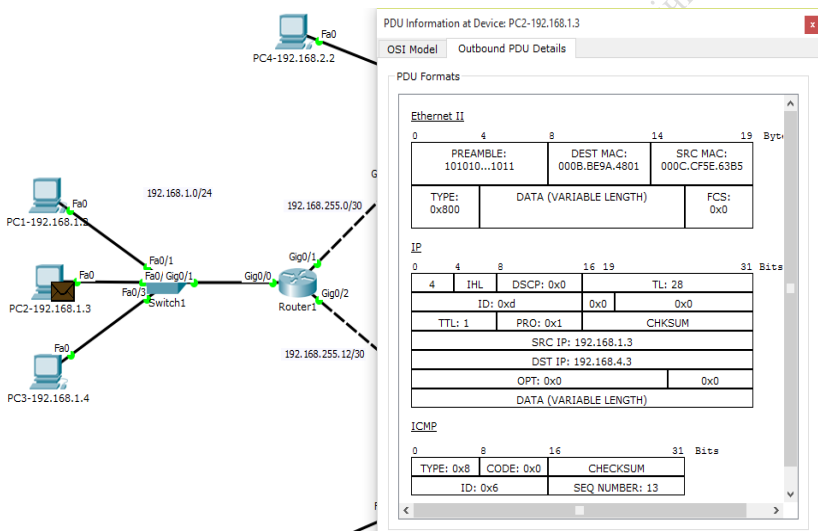 Fa0
PC4-192.168.2.2
Fa0
PC1-192.168.1.2
192.168.1.0/24
192.168.255.0/30
G
Fa0/1
Gig0/1
Fa0
Fa0/ Gig0/1
Gig0/0
PC2-192.168.1.3
Fa0/3
Switch1
Router1
Gig0/2
Fa0
PC3-192.168.1.4
192.168.255.12/30
F
PDU Information at Device: PC2-192.168.1.3
x
OSI Model Outbound PDU Details
PDU Formats
Ethernet II
0 4 8 14 19 Byt
PREAMBLE: DEST MAC: SRC MAC:
101010...1011 000B.BE9A.4801 000C.CF5E.63B5
TYPE: DATA (VARIABLE LENGTH) FCS:
0x800 0x0
IP
0 4 8 16 19 31 Bits
4 IHL DSCP: 0x0 TL: 28
ID: 0xd 0x0 0x0
TTL: 1 PRO: 0x1 CHKSUM
SRC IP: 192.168.1.3
DST IP: 192.168.4.3
OPT: 0x0 0x0
DATA (VARIABLE LENGTH)
ICMP
0 8 16 31 Bits
TYPE: 0x8 CODE: 0x0 CHECKSUM
ID: 0x6 SEQ NUMBER: 13